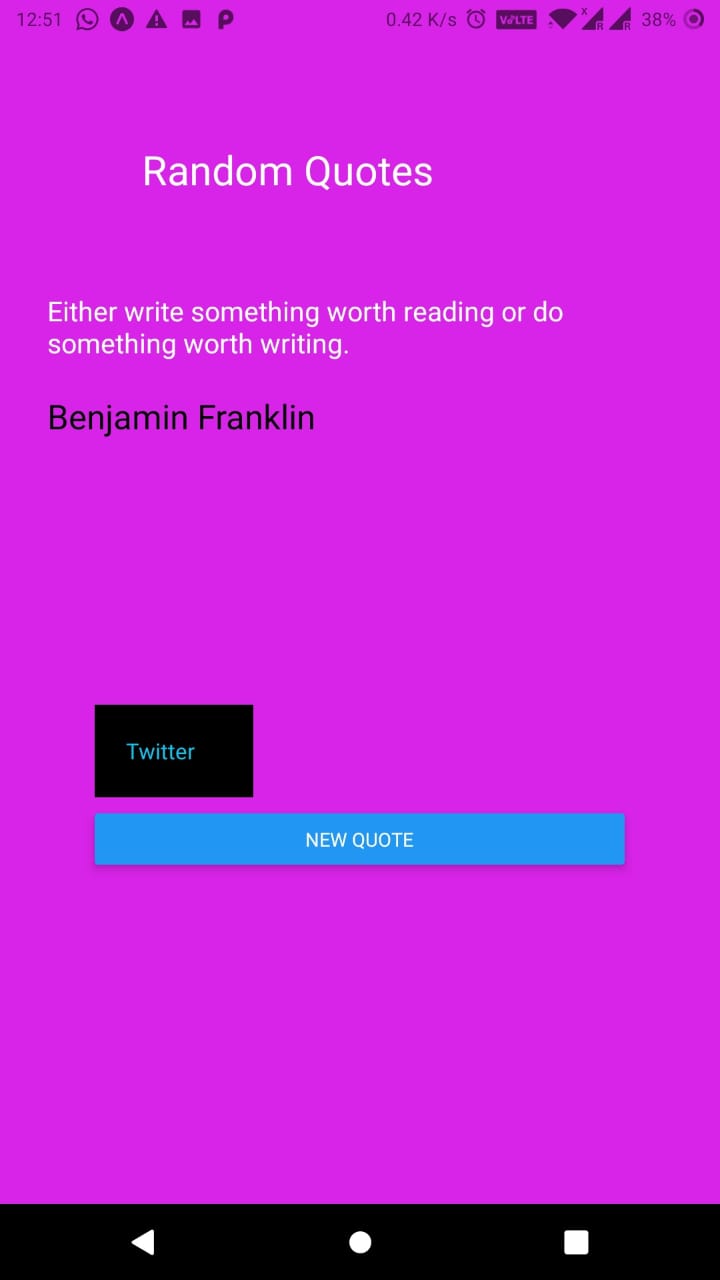 12:51 0.42 K/s VoLTE x R R 38%
Random Quotes
Either write something worth reading or do
something worth writing.
Benjamin Franklin
Twitter
NEW QUOTE